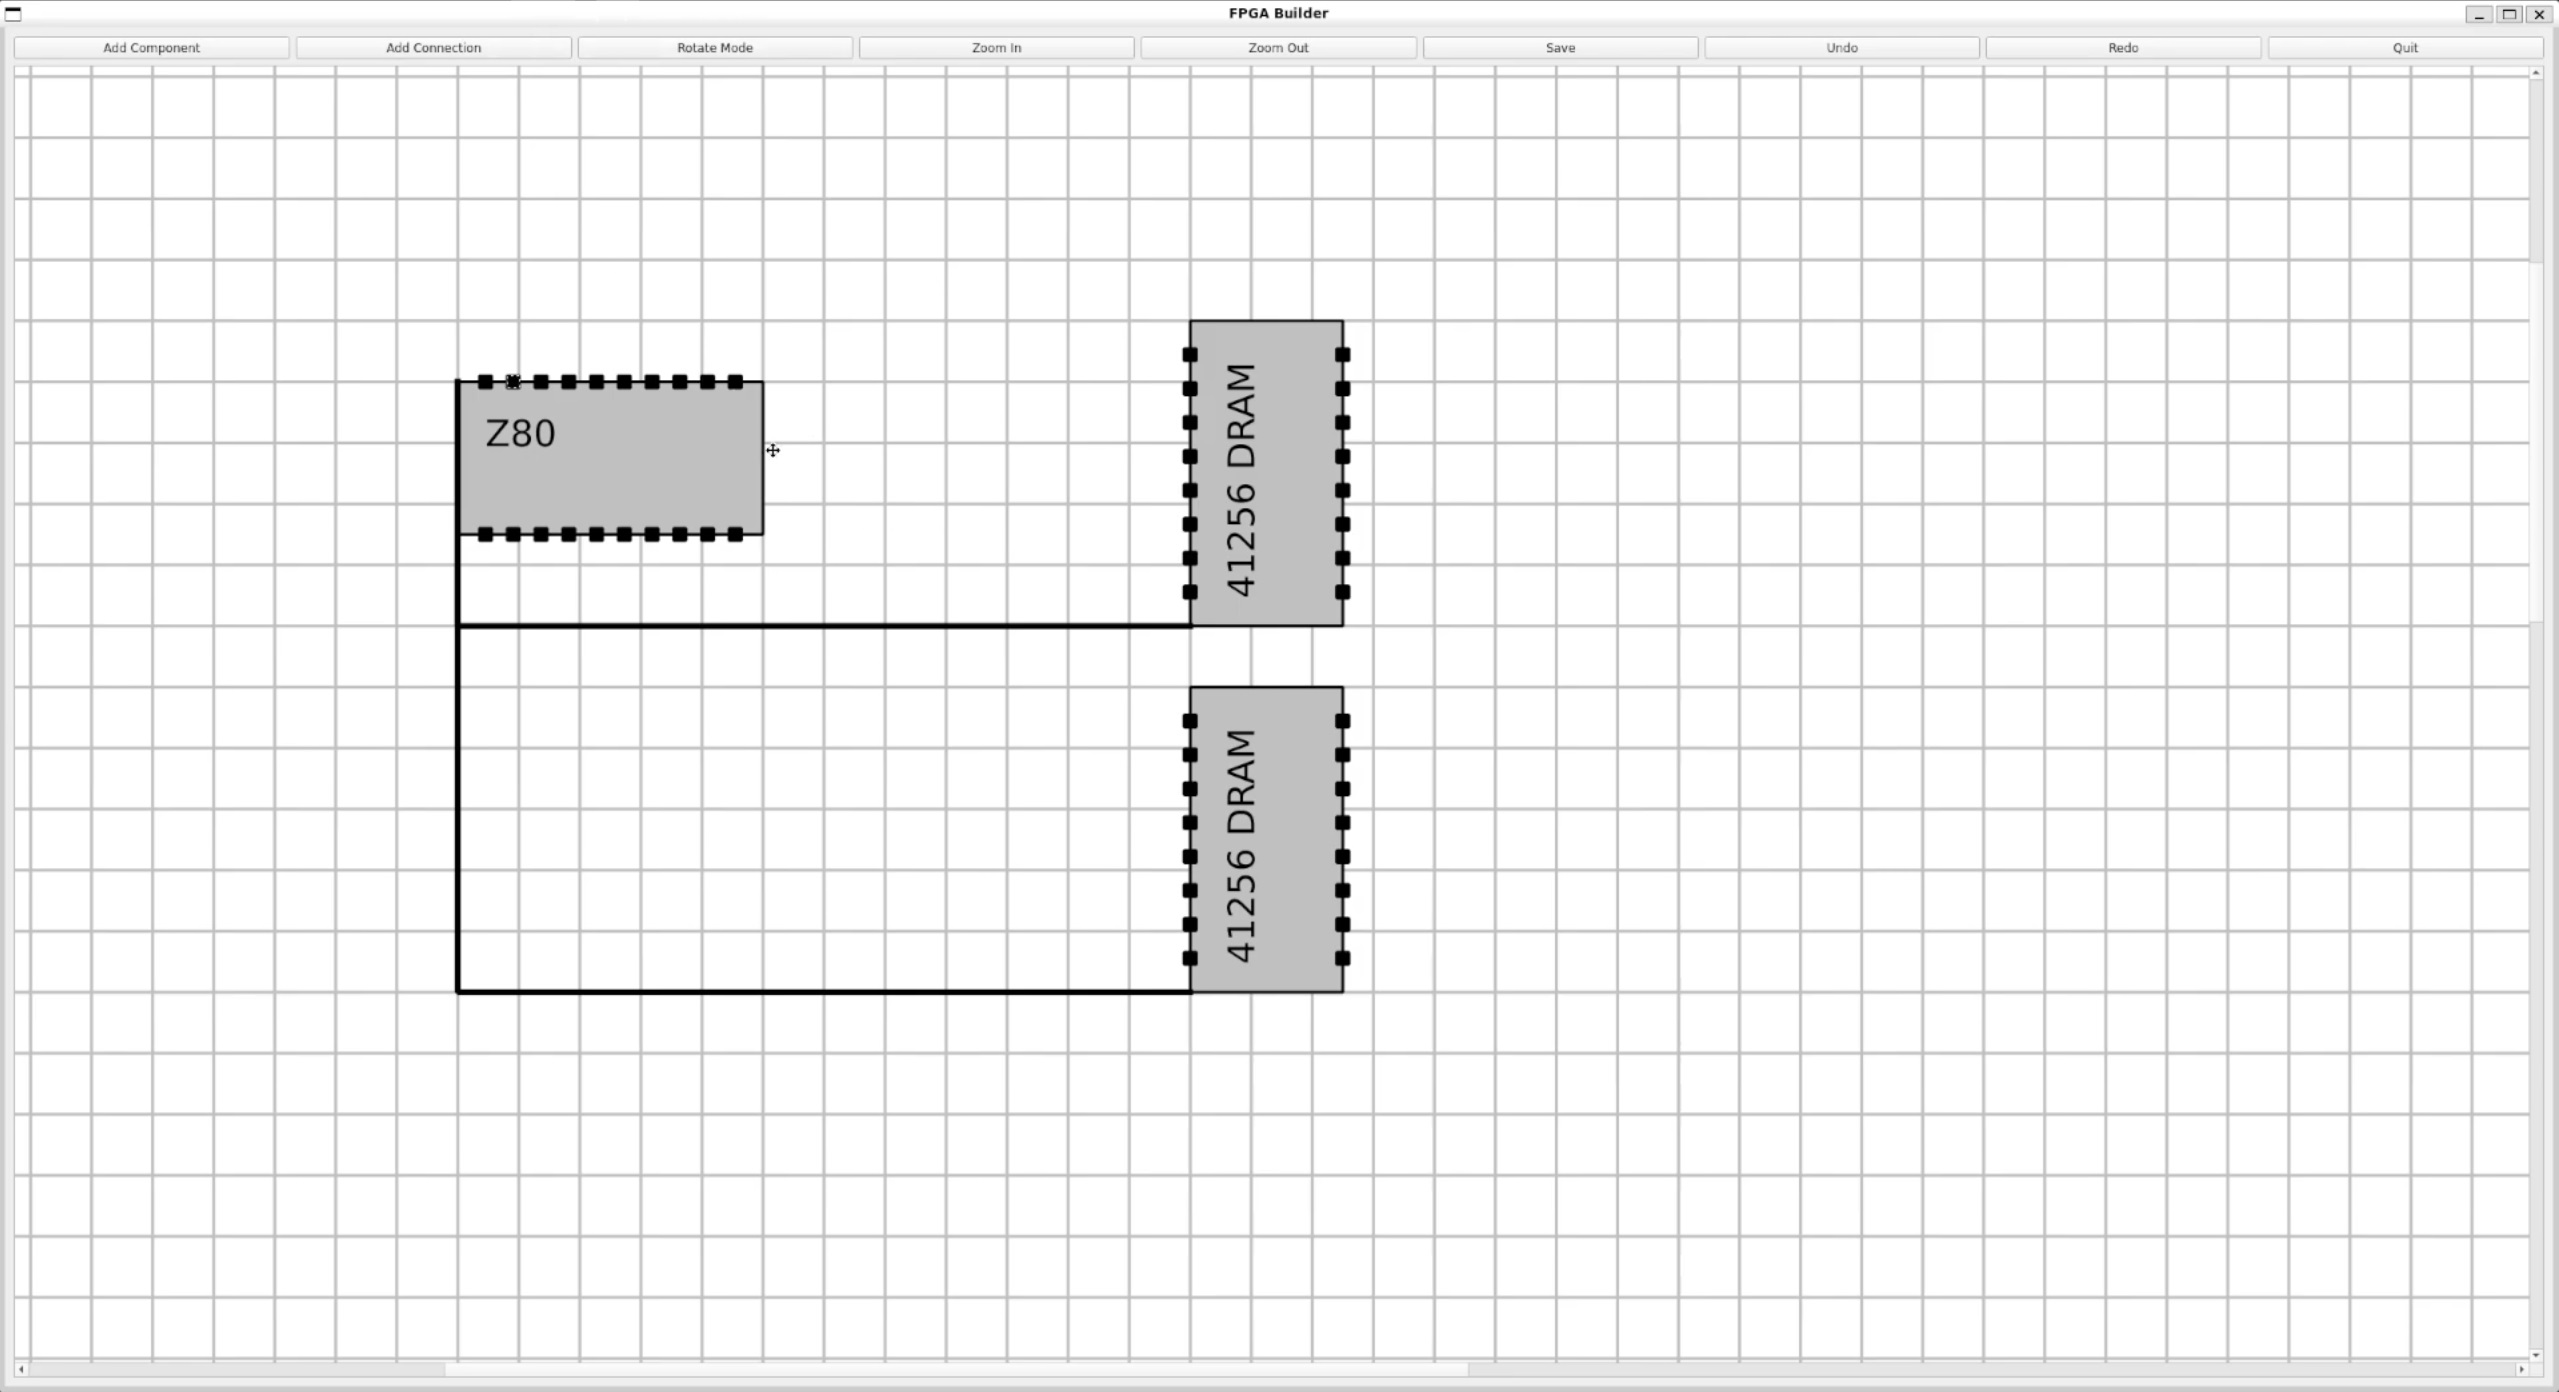 FPGA Builder
Add Component Add Connection Rotate Mode Zoom In Zoom Out Save Undo Redo Quit
Z80
41256 DRAM
41256 DRAM